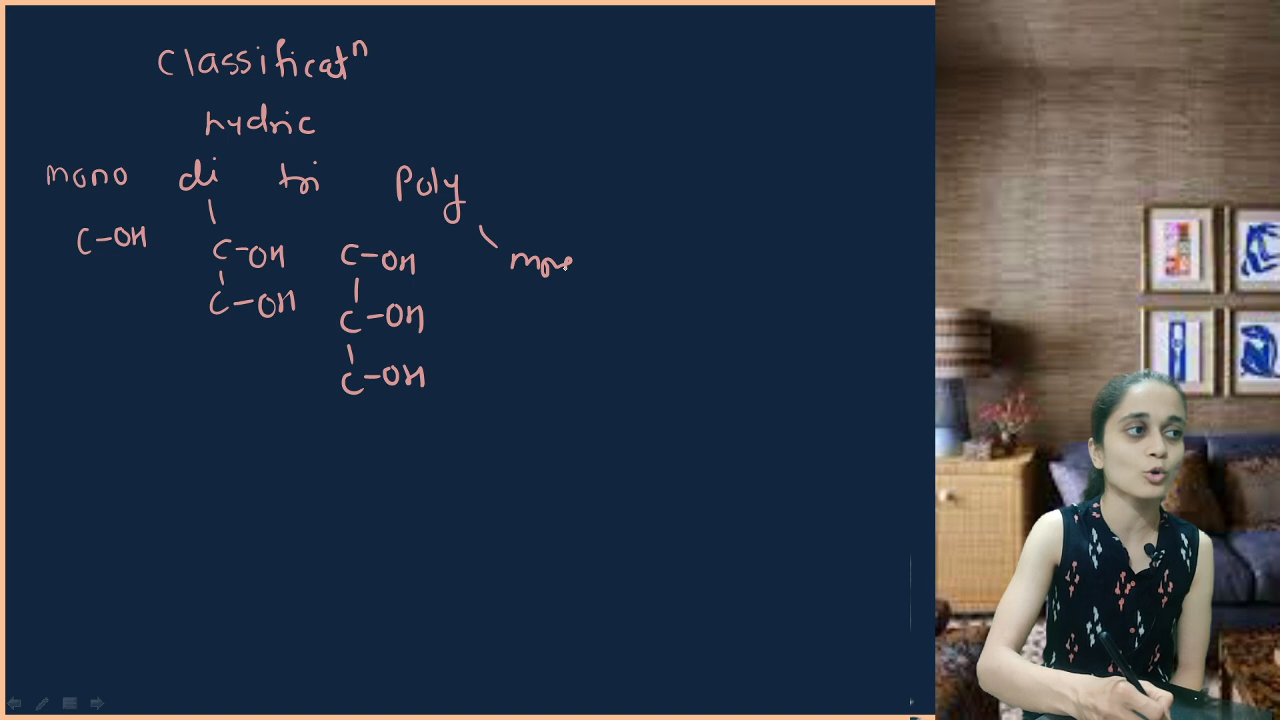 Classificatⁿ
hydric
mono di tri Poly
C-OH C-OH C-OH more
C-OH C-OH
C-OH